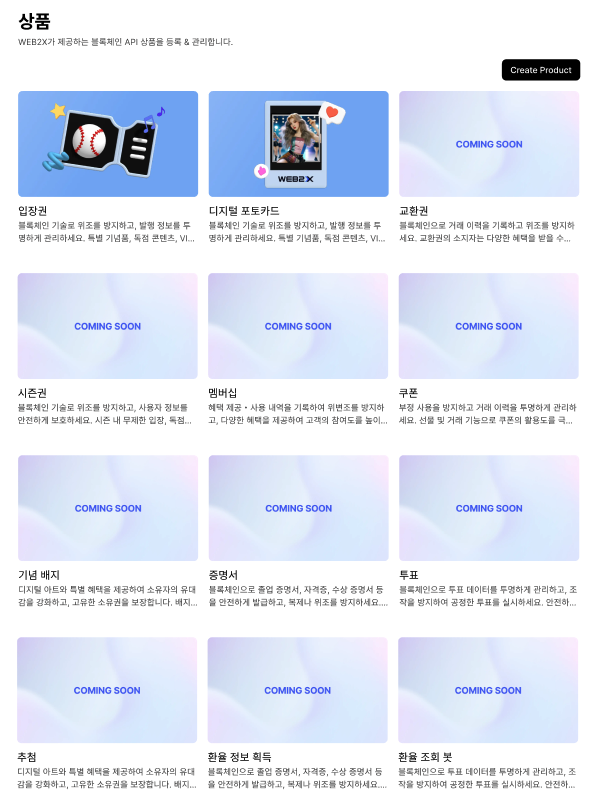 상품
WEB2X가 제공하는 블록체인 API 상품을 등록 & 관리합니다.
Create Product
WEB2X
COMING SOON
입장권
블록체인 기술로 위조를 방지하고, 발행 정보를 투
명하게 관리하세요. 특별 기념품, 독점 콘텐츠, VI...
디지털 포토카드
블록체인 기술로 위조를 방지하고, 발행 정보를 투
명하게 관리하세요. 특별 기념품, 독점 콘텐츠, VI...
교환권
블록체인으로 거래 이력을 기록하고 위조를 방지하
세요. 교환권의 소지자는 다양한 혜택을 받을 수...
COMING SOON
COMING SOON
COMING SOON
시즌권
블록체인 기술로 위조를 방지하고, 사용자 정보를
안전하게 보호하세요. 시즌 내 무제한 입장, 독점...
멤버십
혜택 제공・사용 내역을 기록하여 위변조를 방지하
고, 다양한 혜택을 제공하여 고객의 참여도를 높이...
쿠폰
부정 사용을 방지하고 거래 이력을 투명하게 관리하
세요. 선물 및 거래 기능으로 쿠폰의 활용도를 극...
COMING SOON
COMING SOON
COMING SOON
기념 배지
디지털 아트와 특별 혜택을 제공하여 소유자의 유대
감을 강화하고, 고유한 소유권을 보장합니다. 배지...
증명서
블록체인으로 졸업 증명서, 자격증, 수상 증명서 등
을 안전하게 발급하고, 복제나 위조를 방지하세요....
투표
블록체인으로 투표 데이터를 투명하게 관리하고, 조
작을 방지하여 공정한 투표를 실시하세요. 안전하...
COMING SOON
COMING SOON
COMING SOON
추첨
디지털 아트와 특별 혜택을 제공하여 소유자의 유대
감을 강화하고, 고유한 소유권을 보장합니다. 배지...
환율 정보 획득
블록체인으로 졸업 증명서, 자격증, 수상 증명서 등
을 안전하게 발급하고, 복제나 위조를 방지하세요....
환율 조회 봇
블록체인으로 투표 데이터를 투명하게 관리하고, 조
작을 방지하여 공정한 투표를 실시하세요. 안전하...